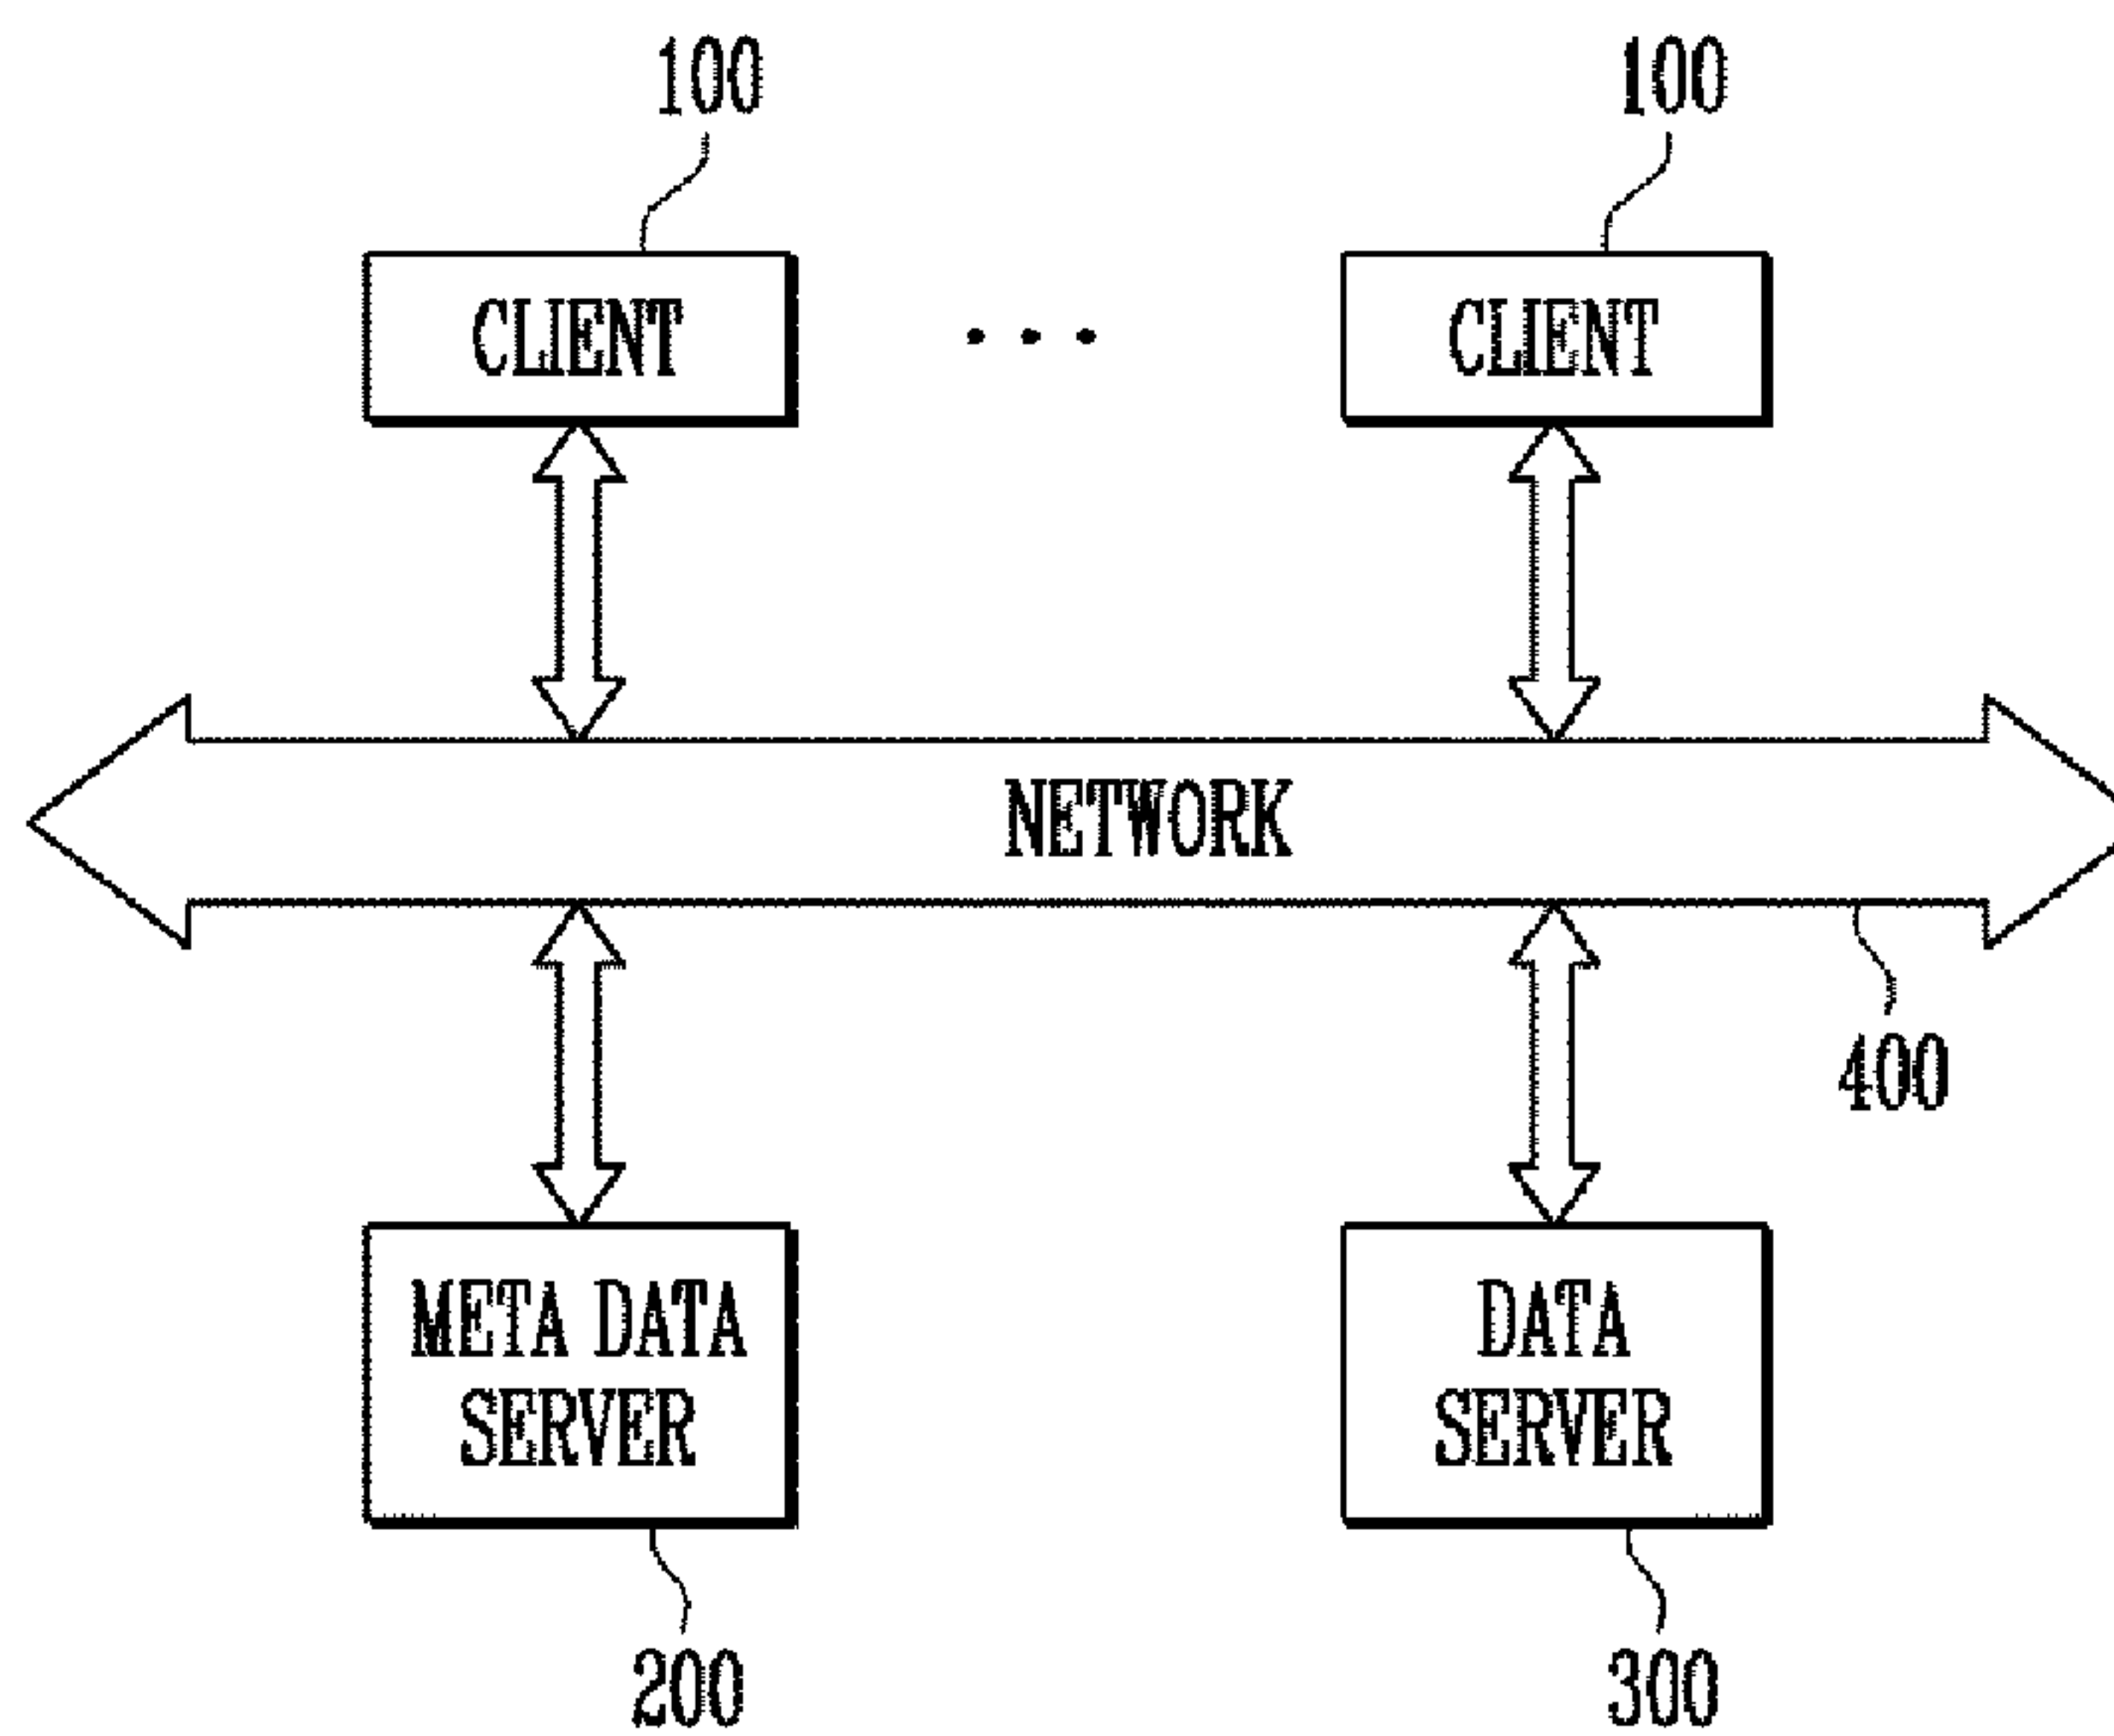 100
100
CLIENT
CLIENT
NETWORK
400
META DATA
SERVER
DATA
SERVER
200
300